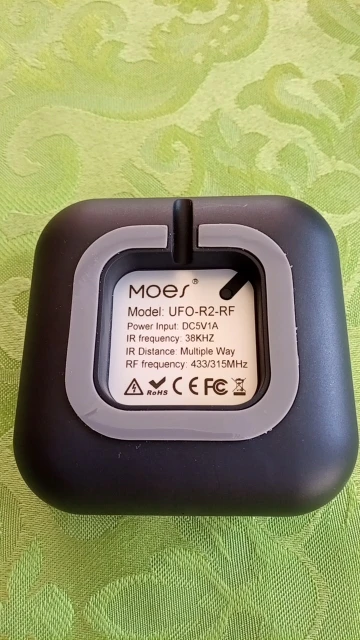 MOES®
Model: UFO-R2-RF
Power Input: DC5V1A
IR frequency: 38KHZ
IR Distance: Multiple Way
RF frequency: 433/315MHz
RoHS CE FC